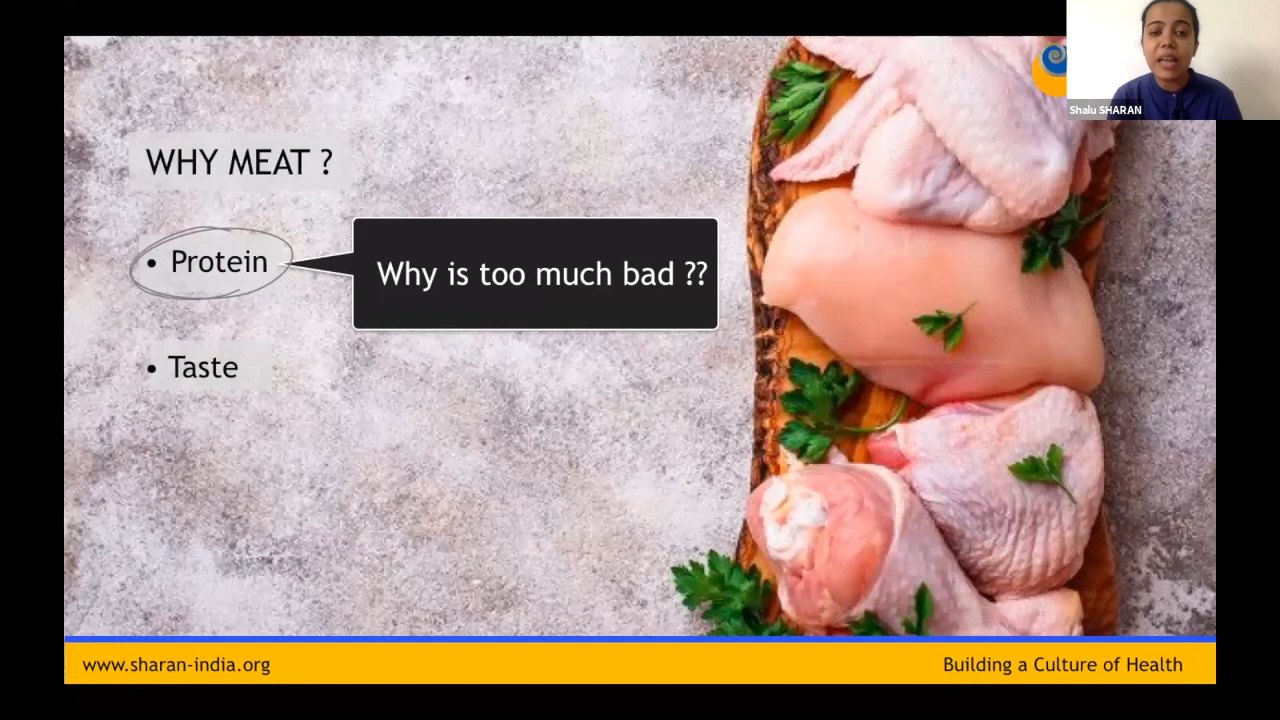 Shalu SHARAN
WHY MEAT ?
• Protein
Why is too much bad ??
• Taste
www.sharan-india.org
Building a Culture of Health